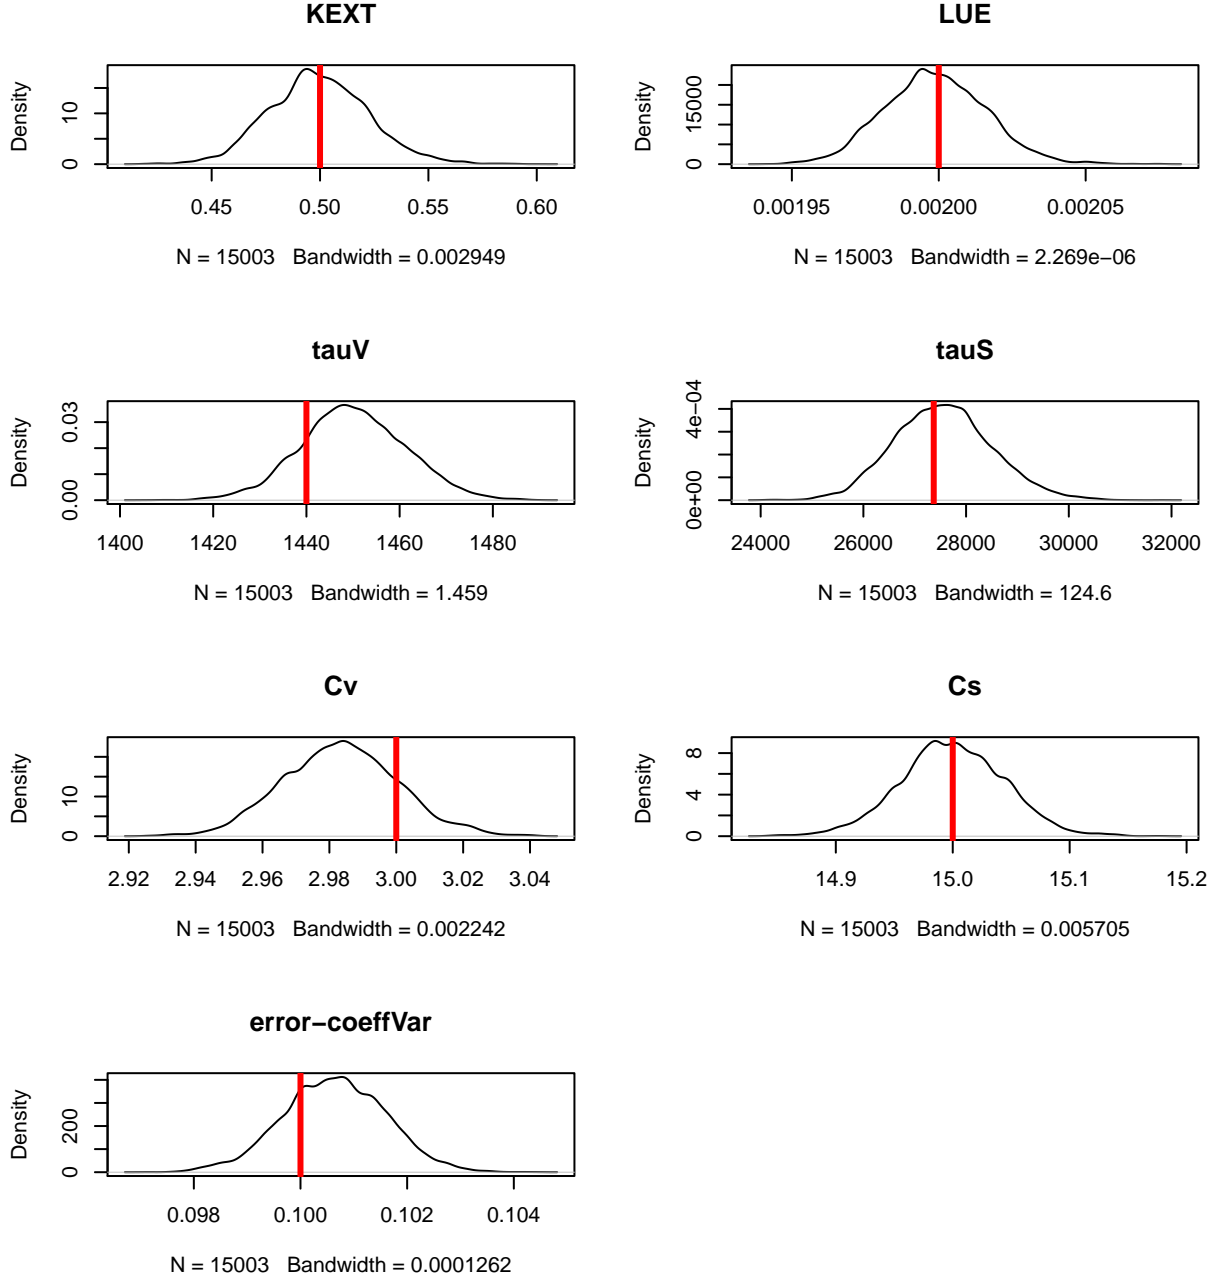 KEXT
Density
0 10
0.45 0.50 0.55 0.60
N = 15003 Bandwidth = 0.002949
LUE
Density
0 15000
0.00195 0.00200 0.00205
N = 15003 Bandwidth = 2.269e−06
tauV
Density
0.00 0.03
1400 1420 1440 1460 1480
N = 15003 Bandwidth = 1.459
tauS
Density
0e+00 4e−04
24000 26000 28000 30000 32000
N = 15003 Bandwidth = 124.6
Cv
Density
0 10
2.92 2.94 2.96 2.98 3.00 3.02 3.04
N = 15003 Bandwidth = 0.002242
Cs
Density
0 4 8
14.9 15.0 15.1 15.2
N = 15003 Bandwidth = 0.005705
error−coeffVar
Density
0 200
0.098 0.100 0.102 0.104
N = 15003 Bandwidth = 0.0001262